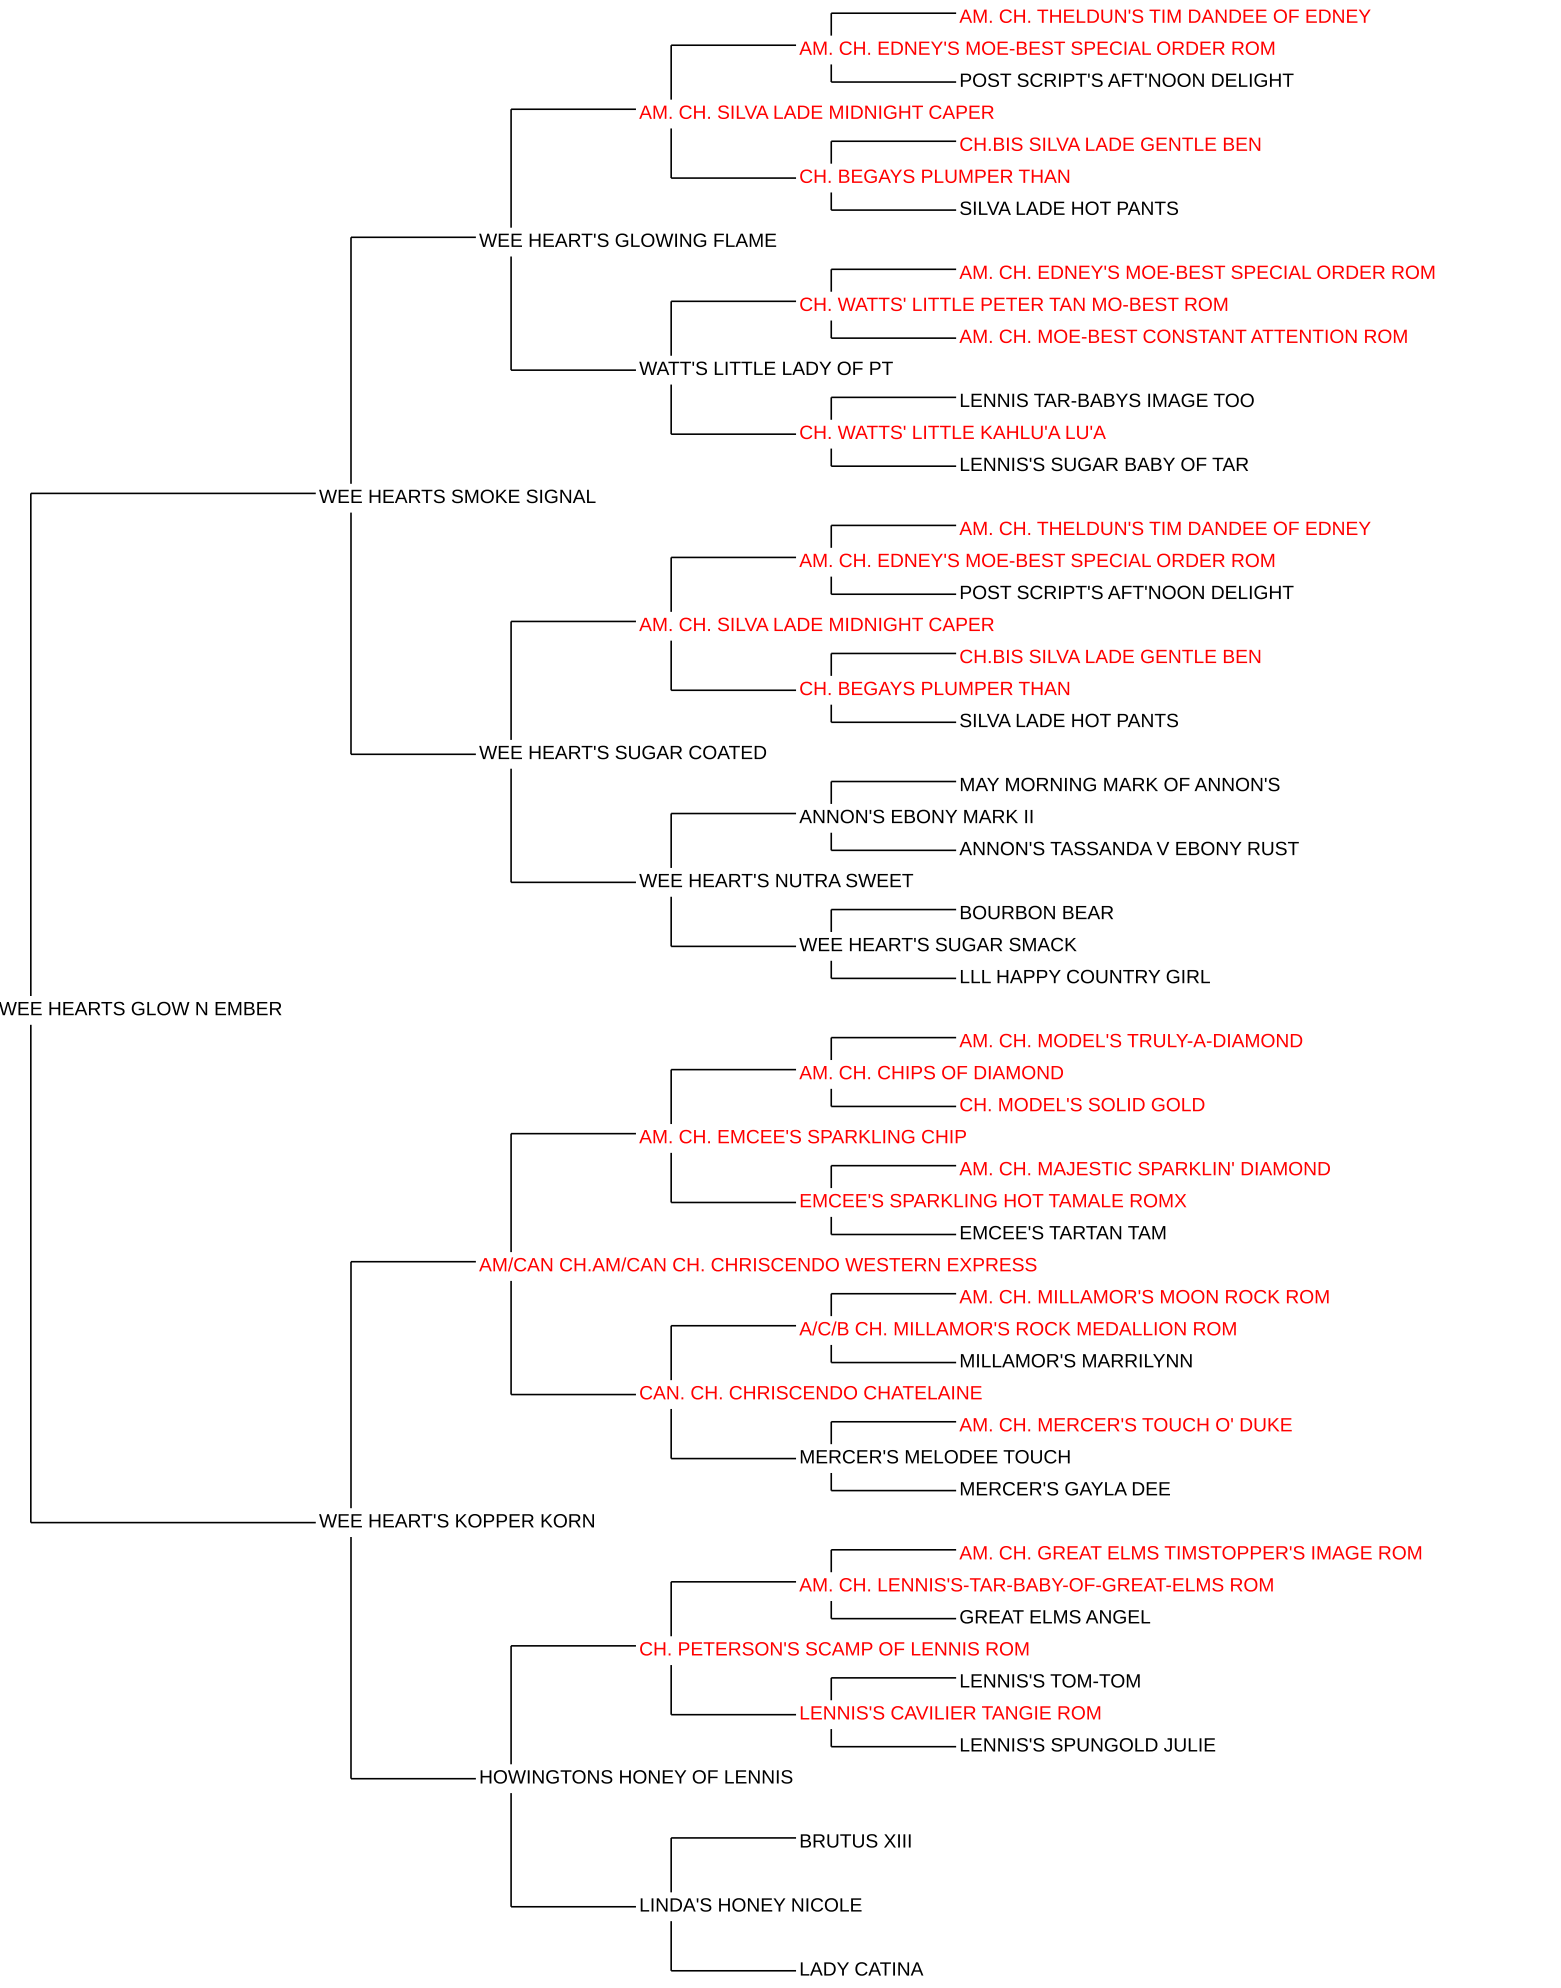 AM. CH. THELDUN'S TIM DANDEE OF EDNEY
AM. CH. EDNEY'S MOE-BEST SPECIAL ORDER ROM
POST SCRIPT'S AFT'NOON DELIGHT
AM. CH. SILVA LADE MIDNIGHT CAPER
CH.BIS SILVA LADE GENTLE BEN
CH. BEGAYS PLUMPER THAN
SILVA LADE HOT PANTS
WEE HEART'S GLOWING FLAME
AM. CH. EDNEY'S MOE-BEST SPECIAL ORDER ROM
CH. WATTS' LITTLE PETER TAN MO-BEST ROM
AM. CH. MOE-BEST CONSTANT ATTENTION ROM
WATT'S LITTLE LADY OF PT
LENNIS TAR-BABYS IMAGE TOO
CH. WATTS' LITTLE KAHLU'A LU'A
LENNIS'S SUGAR BABY OF TAR
WEE HEARTS SMOKE SIGNAL
AM. CH. THELDUN'S TIM DANDEE OF EDNEY
AM. CH. EDNEY'S MOE-BEST SPECIAL ORDER ROM
POST SCRIPT'S AFT'NOON DELIGHT
AM. CH. SILVA LADE MIDNIGHT CAPER
CH.BIS SILVA LADE GENTLE BEN
CH. BEGAYS PLUMPER THAN
SILVA LADE HOT PANTS
WEE HEART'S SUGAR COATED
MAY MORNING MARK OF ANNON'S
ANNON'S EBONY MARK II
ANNON'S TASSANDA V EBONY RUST
WEE HEART'S NUTRA SWEET
BOURBON BEAR
WEE HEART'S SUGAR SMACK
LLL HAPPY COUNTRY GIRL
WEE HEARTS GLOW N EMBER
AM. CH. MODEL'S TRULY-A-DIAMOND
AM. CH. CHIPS OF DIAMOND
CH. MODEL'S SOLID GOLD
AM. CH. EMCEE'S SPARKLING CHIP
AM. CH. MAJESTIC SPARKLIN' DIAMOND
EMCEE'S SPARKLING HOT TAMALE ROMX
EMCEE'S TARTAN TAM
AM/CAN CH.AM/CAN CH. CHRISCENDO WESTERN EXPRESS
AM. CH. MILLAMOR'S MOON ROCK ROM
A/C/B CH. MILLAMOR'S ROCK MEDALLION ROM
MILLAMOR'S MARRILYNN
CAN. CH. CHRISCENDO CHATELAINE
AM. CH. MERCER'S TOUCH O' DUKE
MERCER'S MELODEE TOUCH
MERCER'S GAYLA DEE
WEE HEART'S KOPPER KORN
AM. CH. GREAT ELMS TIMSTOPPER'S IMAGE ROM
AM. CH. LENNIS'S-TAR-BABY-OF-GREAT-ELMS ROM
GREAT ELMS ANGEL
CH. PETERSON'S SCAMP OF LENNIS ROM
LENNIS'S TOM-TOM
LENNIS'S CAVILIER TANGIE ROM
LENNIS'S SPUNGOLD JULIE
HOWINGTONS HONEY OF LENNIS
BRUTUS XIII
LINDA'S HONEY NICOLE
LADY CATINA